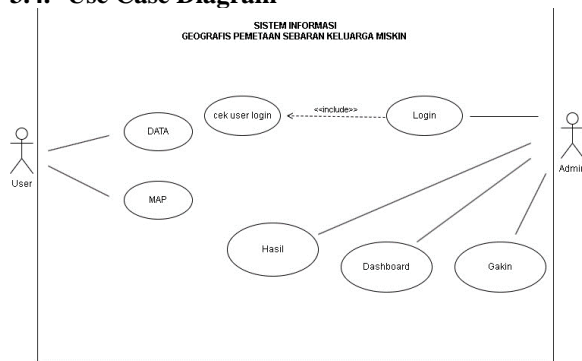 3.4. Use Case Diagram
SISTEM INFORMASI
GEOGRAFIS PEMETAAN SEBARAN KELUARGA MISKIN
cek user login
<<include>>
Login
DATA
User
Admin
MAP
Hasil
Dashboard
Gakin